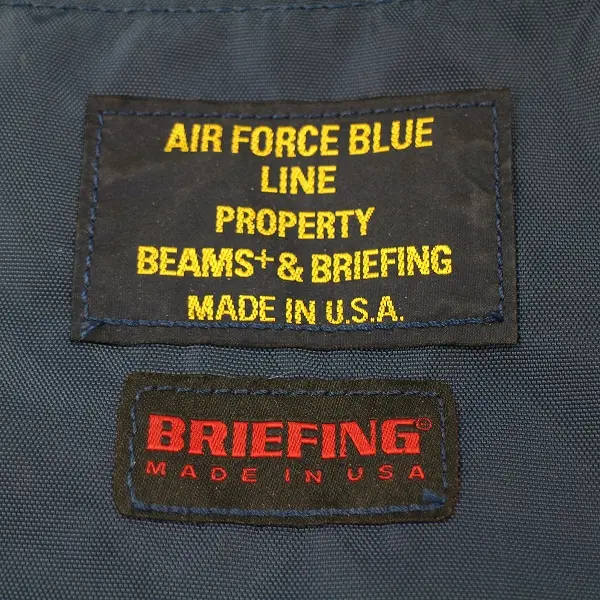 AIR FORCE BLUE
LINE
PROPERTY
BEAMS+ & BRIEFING
MADE IN U.S.A.
BRIEFING®
MADE IN USA